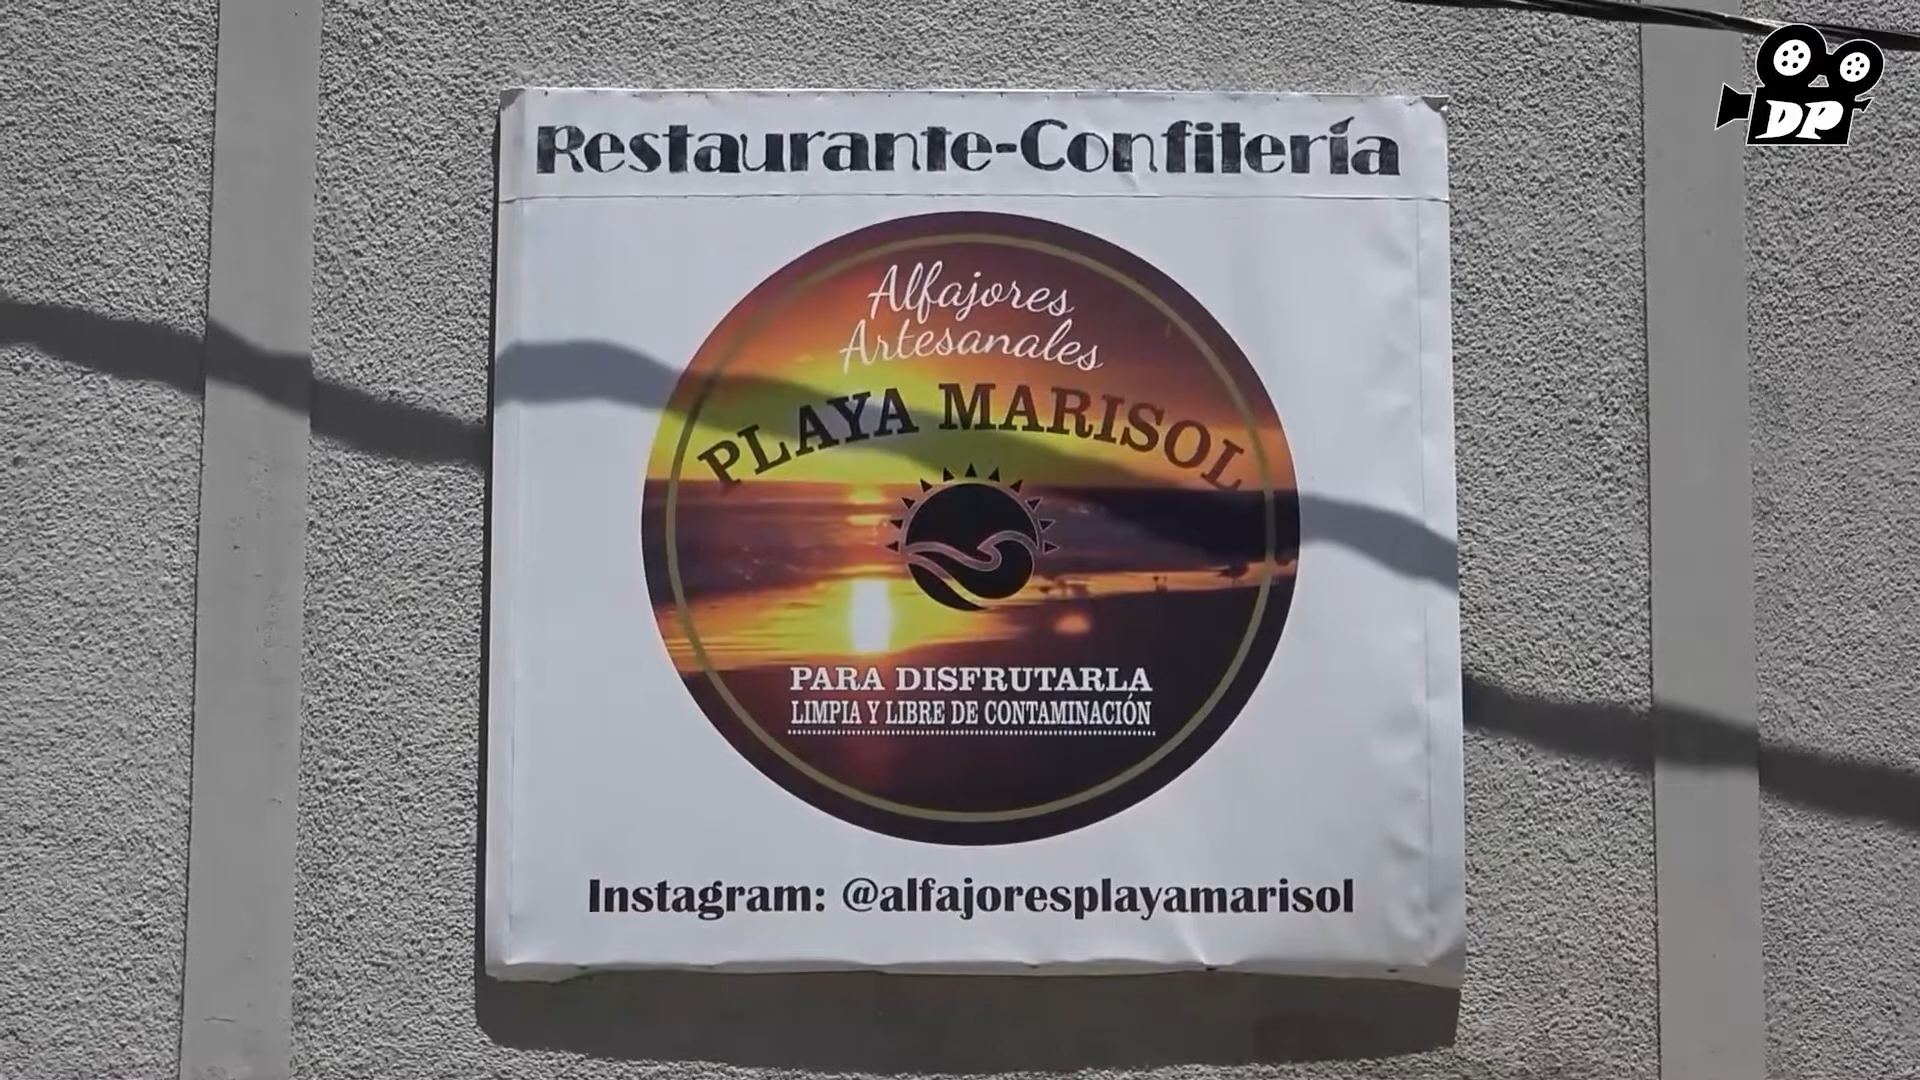 DP
Restaurante-Confitería
Alfajores
Artesanales
PLAYA MARISOL
PARA DISFRUTARLA
LIMPIA Y LIBRE DE CONTAMINACIÓN
Instagram: @alfajoresplayamarisol